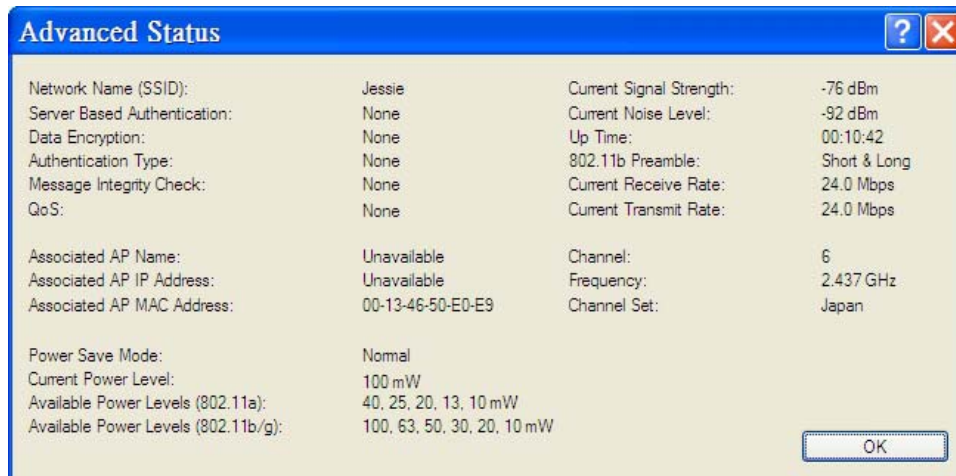 Advanced Status
Network Name (SSID): Jessie Current Signal Strength: -76 dBm
Server Based Authentication: None Current Noise Level: -92 dBm
Data Encryption: None Up Time: 00:10:42
Authentication Type: None 802.11b Preamble: Short & Long
Message Integrity Check: None Current Receive Rate: 24.0 Mbps
QoS: None Current Transmit Rate: 24.0 Mbps
Associated AP Name: Unavailable Channel: 6
Associated AP IP Address: Unavailable Frequency: 2.437 GHz
Associated AP MAC Address: 00-13-46-50-E0-E9 Channel Set: Japan
Power Save Mode: Normal
Current Power Level: 100 mW
Available Power Levels (802.11a): 40, 25, 20, 13, 10 mW
Available Power Levels (802.11b/g): 100, 63, 50, 30, 20, 10 mW
OK